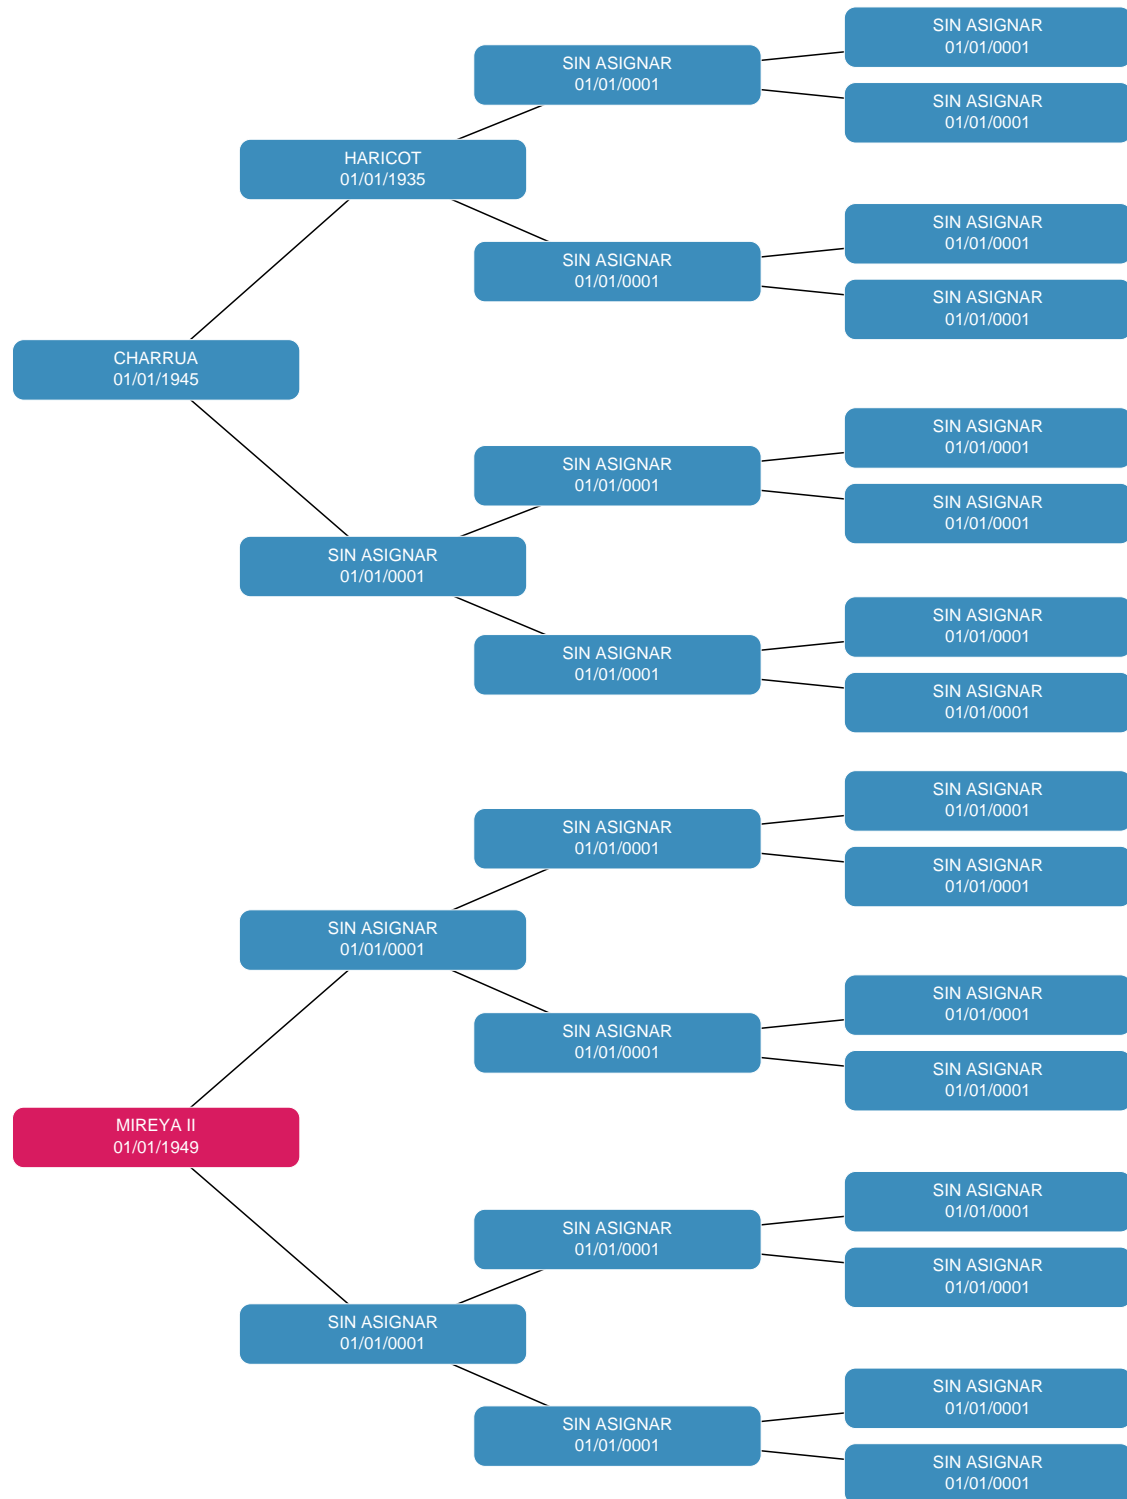 SIN ASIGNAR
01/01/0001
SIN ASIGNAR
01/01/0001
SIN ASIGNAR
01/01/0001
HARICOT
01/01/1935
SIN ASIGNAR
01/01/0001
SIN ASIGNAR
01/01/0001
SIN ASIGNAR
01/01/0001
CHARRUA
01/01/1945
SIN ASIGNAR
01/01/0001
SIN ASIGNAR
01/01/0001
SIN ASIGNAR
01/01/0001
SIN ASIGNAR
01/01/0001
SIN ASIGNAR
01/01/0001
SIN ASIGNAR
01/01/0001
SIN ASIGNAR
01/01/0001
SIN ASIGNAR
01/01/0001
SIN ASIGNAR
01/01/0001
SIN ASIGNAR
01/01/0001
SIN ASIGNAR
01/01/0001
SIN ASIGNAR
01/01/0001
SIN ASIGNAR
01/01/0001
SIN ASIGNAR
01/01/0001
MIREYA II
01/01/1949
SIN ASIGNAR
01/01/0001
SIN ASIGNAR
01/01/0001
SIN ASIGNAR
01/01/0001
SIN ASIGNAR
01/01/0001
SIN ASIGNAR
01/01/0001
SIN ASIGNAR
01/01/0001
SIN ASIGNAR
01/01/0001